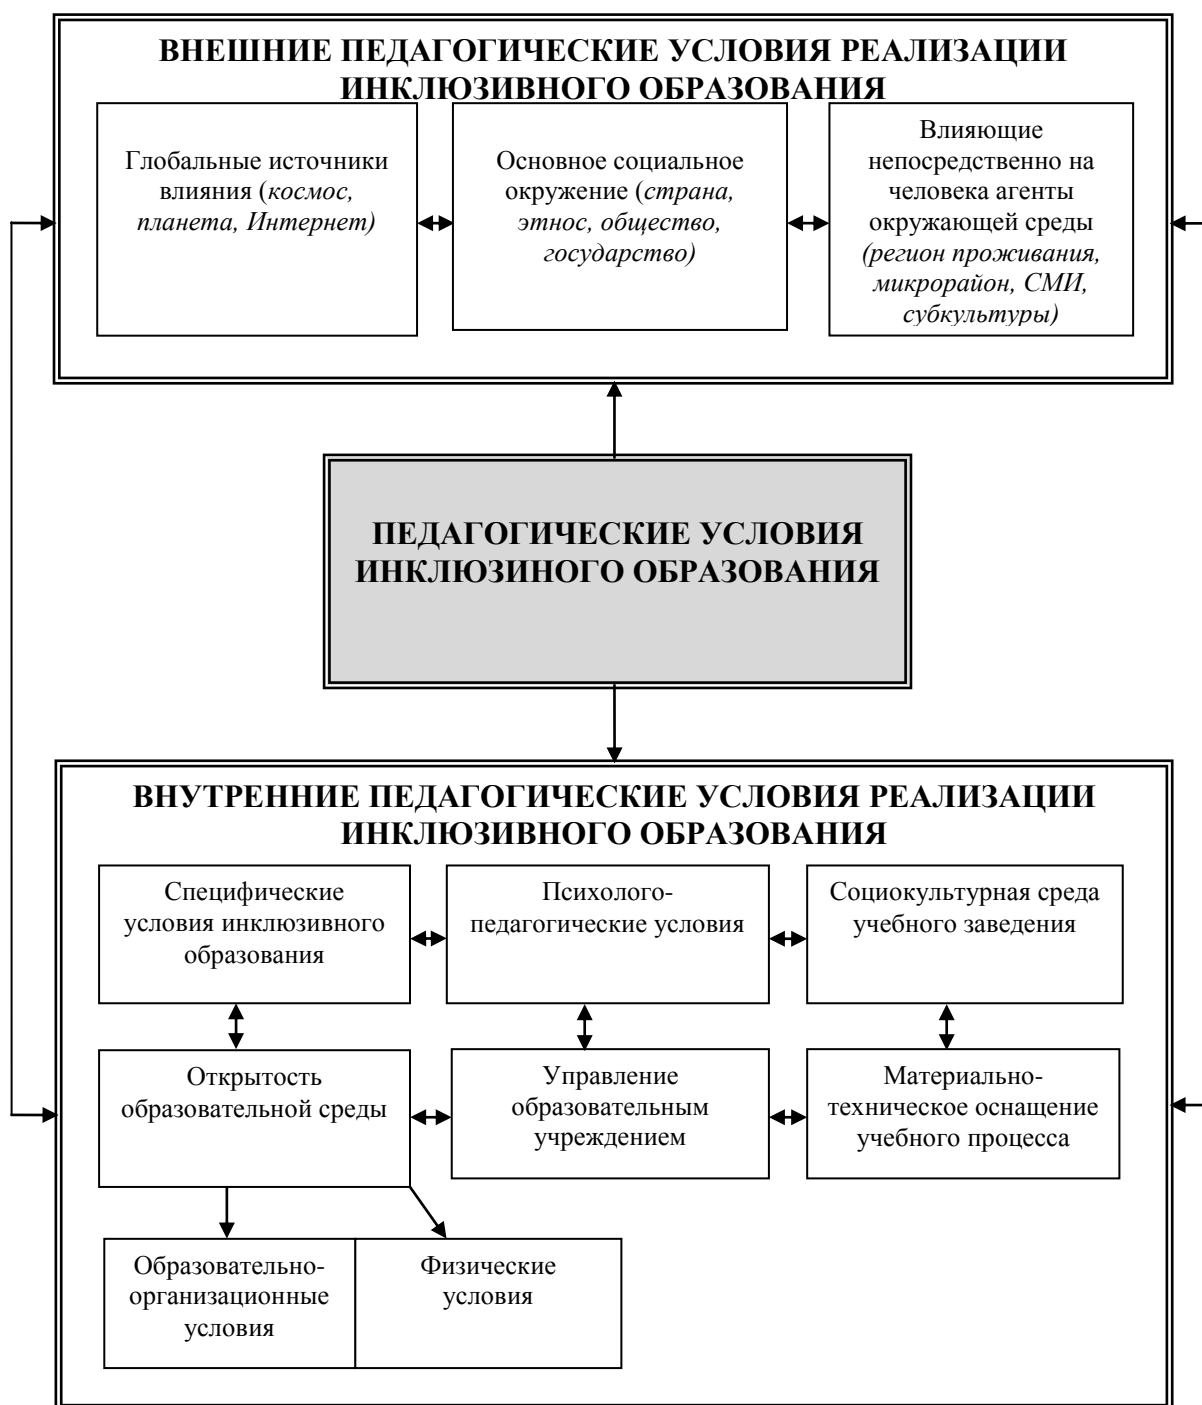 ВНЕШНИЕ ПЕДАГОГИЧЕСКИЕ УСЛОВИЯ РЕАЛИЗАЦИИ
ИНКЛЮЗИВНОГО ОБРАЗОВАНИЯ
Глобальные источники
влияния (космос,
планета, Интернет)
Основное социальное
окружение (страна,
этнос, общество,
государство)
Влияющие
непосредственно на
человека агенты
окружающей среды
(регион проживания,
микрорайон, СМИ,
субкультуры)
ПЕДАГОГИЧЕСКИЕ УСЛОВИЯ
ИНКЛЮЗИНОГО ОБРАЗОВАНИЯ
ВНУТРЕННИЕ ПЕДАГОГИЧЕСКИЕ УСЛОВИЯ РЕАЛИЗАЦИИ
ИНКЛЮЗИВНОГО ОБРАЗОВАНИЯ
Специфические
условия инклюзивного
образования
Психолого-
педагогические условия
Социокультурная среда
учебного заведения
Открытость
образовательной среды
Управление
образовательным
учреждением
Материально-
техническое оснащение
учебного процесса
Образовательно-
организационные
условия
Физические
условия